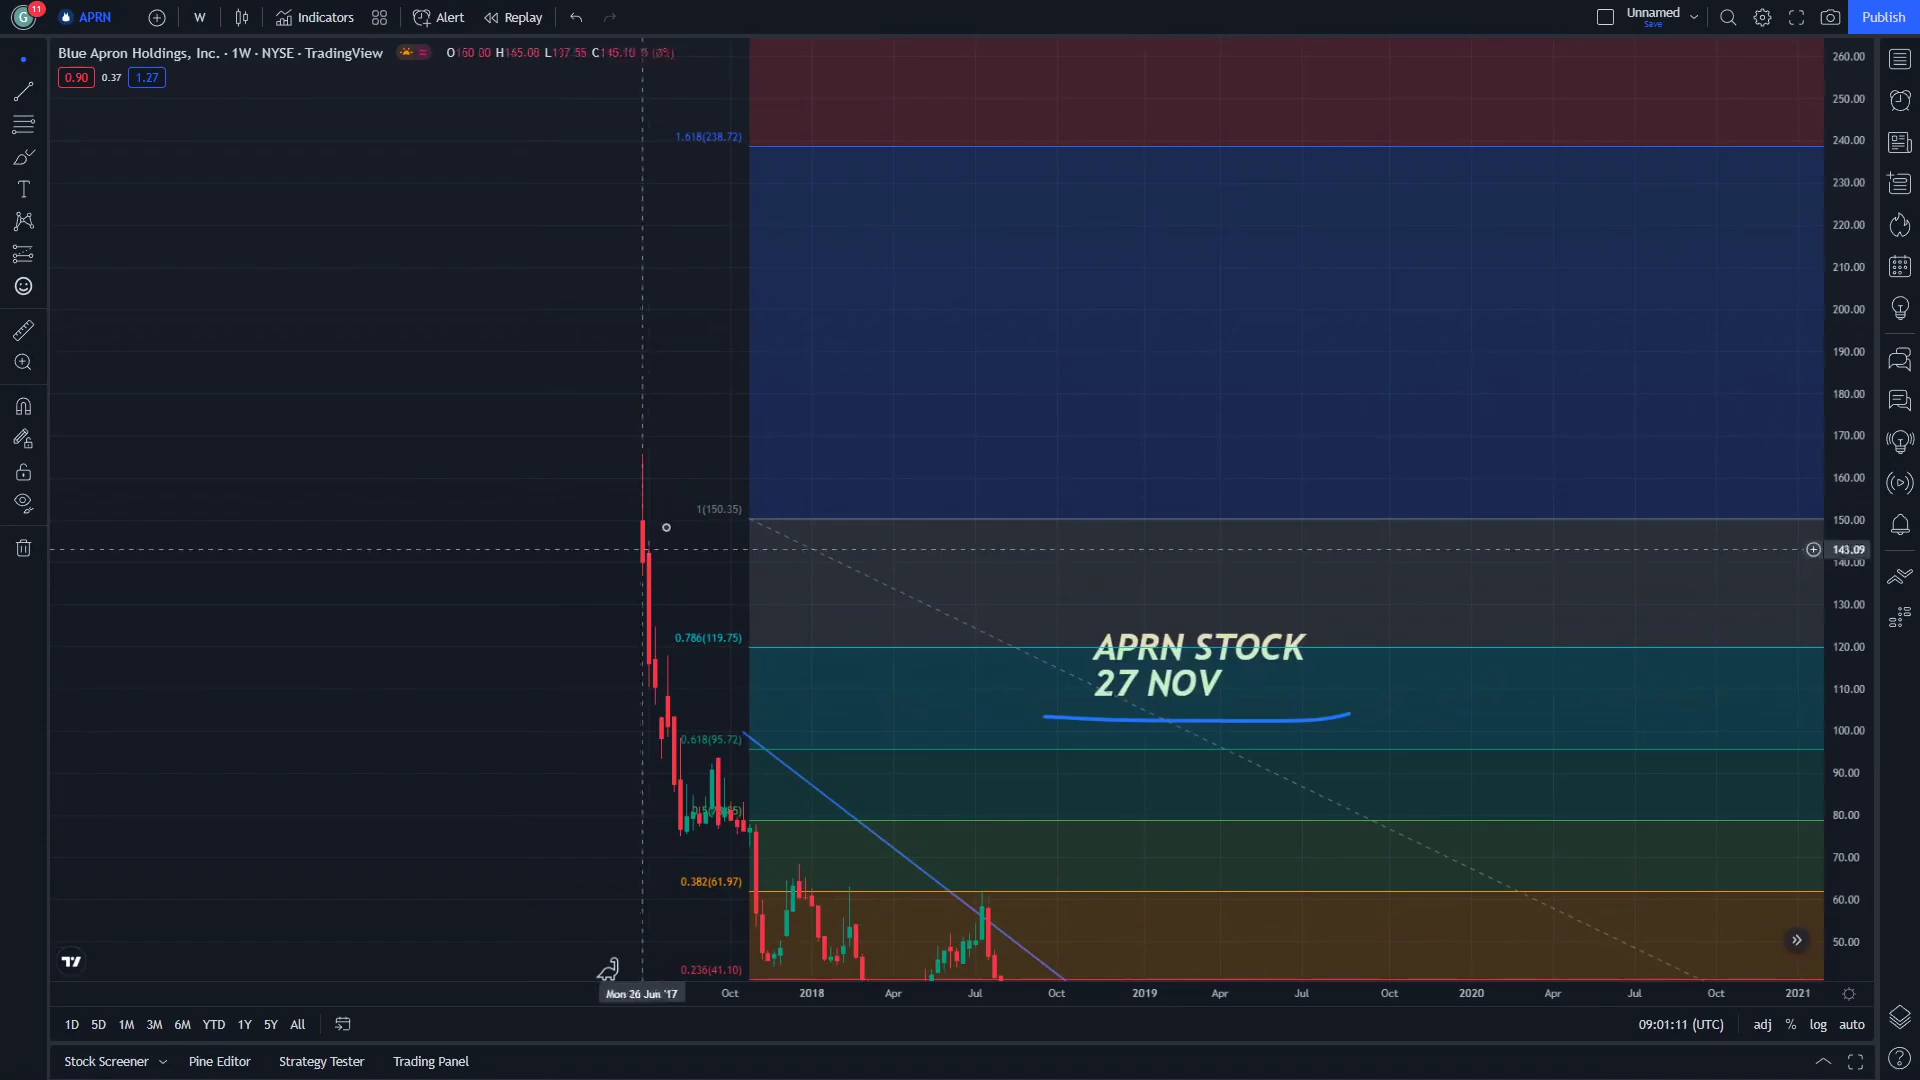 11
APRN
W
Indicators
Alert
Replay
Unnamed
Save
Publish
Blue Apron Holdings, Inc. · 1W · NYSE · TradingView
0.90 0.37 1.27
260.00
250.00
1.618(238.72)
240.00
230.00
220.00
210.00
200.00
190.00
180.00
170.00
160.00
1(150.35)
150.00
143.09
140.00
130.00
0.786(119.75)
120.00
APRN STOCK
27 NOV
110.00
100.00
0.618(95.72)
90.00
80.00
70.00
0.382(61.97)
60.00
50.00
0.236(41.10)
Mon 26 Jun '17 Oct 2018 Apr Jul Oct 2019 Apr Jul Oct 2020 Apr Jul Oct 2021
1D 5D 1M 3M 6M YTD 1Y 5Y All
09:01:11 (UTC) adj % log auto
Stock Screener Pine Editor Strategy Tester Trading Panel